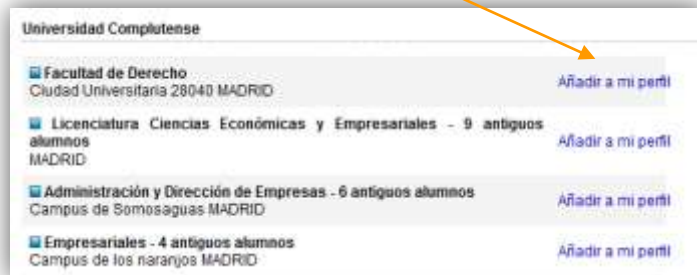 Universidad Complutense
Facultad de Derecho
Ciudad Universitaria 28040 MADRID
Añadir a mi perfil
Licenciatura Ciencias Económicas y Empresariales - 9 antiguos
alumnos
MADRID
Añadir a mi perfil
Administración y Dirección de Empresas - 6 antiguos alumnos
Campus de Somosaguas MADRID
Añadir a mi perfil
Empresariales - 4 antiguos alumnos
Campus de los naranjos MADRID
Añadir a mi perfil